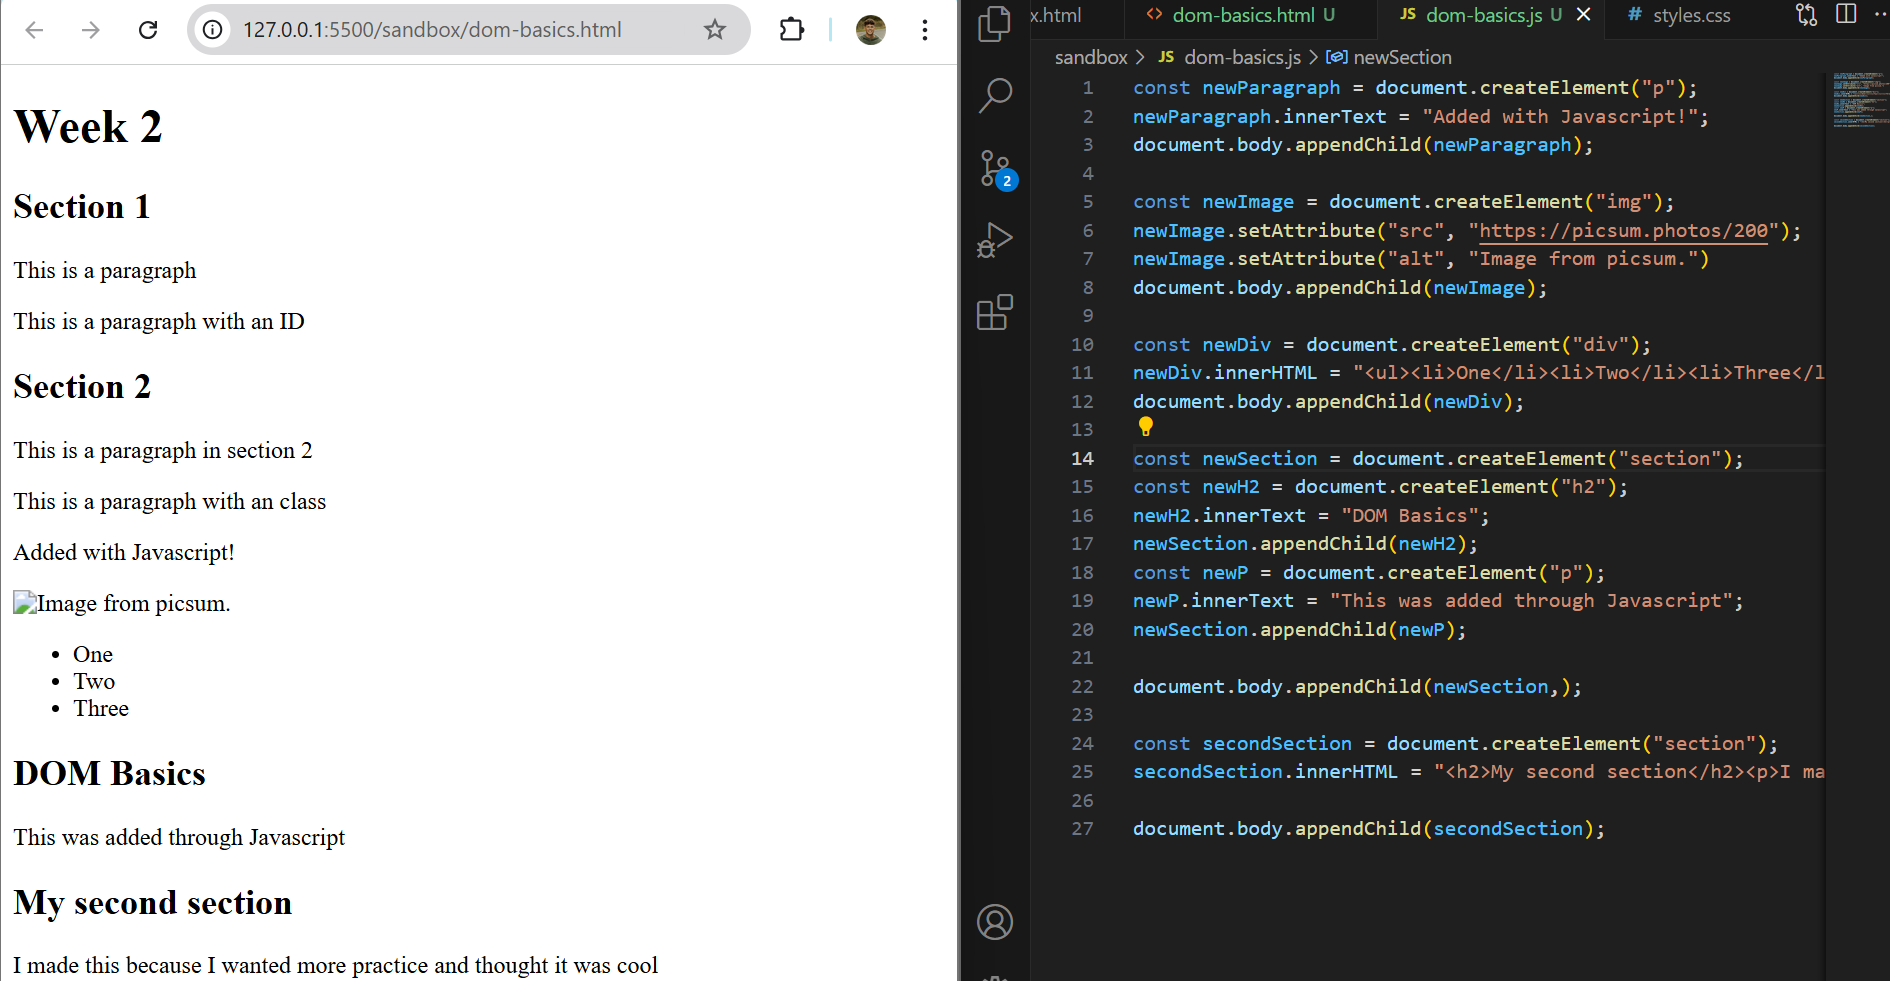 127.0.0.1:5500/sandbox/dom-basics.html
Week 2
Section 1
This is a paragraph
This is a paragraph with an ID
Section 2
This is a paragraph in section 2
This is a paragraph with an class
Added with Javascript!
Image from picsum.
• One
• Two
• Three
DOM Basics
This was added through Javascript
My second section
I made this because I wanted more practice and thought it was cool
x.html <> dom-basics.html U JS dom-basics.js U # styles.css
sandbox > JS dom-basics.js > newSection
2
1 const newParagraph = document.createElement("p");
2 newParagraph.innerText = "Added with Javascript!";
3 document.body.appendChild(newParagraph);
4
5 const newImage = document.createElement("img");
6 newImage.setAttribute("src", "https://picsum.photos/200");
7 newImage.setAttribute("alt", "Image from picsum.")
8 document.body.appendChild(newImage);
9
10 const newDiv = document.createElement("div");
11 newDiv.innerHTML = "<ul><li>One</li><li>Two</li><li>Three</l
12 document.body.appendChild(newDiv);
13
14 const newSection = document.createElement("section");
15 const newH2 = document.createElement("h2");
16 newH2.innerText = "DOM Basics";
17 newSection.appendChild(newH2);
18 const newP = document.createElement("p");
19 newP.innerText = "This was added through Javascript";
20 newSection.appendChild(newP);
21
22 document.body.appendChild(newSection,);
23
24 const secondSection = document.createElement("section");
25 secondSection.innerHTML = "<h2>My second section</h2><p>I ma
26
27 document.body.appendChild(secondSection);